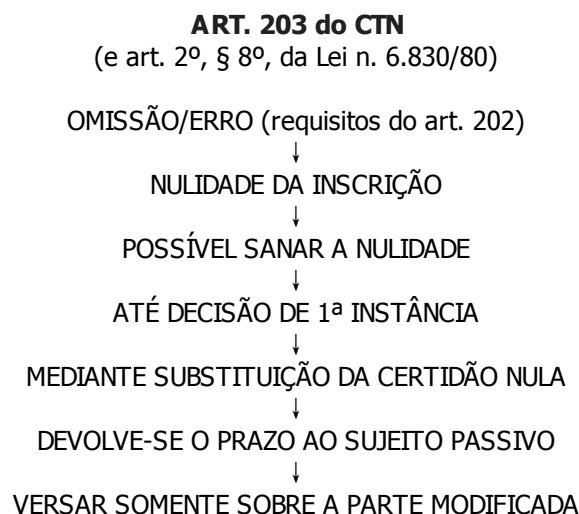 ART. 203 do CTN
(e art. 2º, § 8º, da Lei n. 6.830/80)
OMISSÃO/ERRO (requisitos do art. 202)
↓
NULIDADE DA INSCRIÇÃO
↓
POSSÍVEL SANAR A NULIDADE
↓
ATÉ DECISÃO DE 1ª INSTÂNCIA
↓
MEDIANTE SUBSTITUIÇÃO DA CERTIDÃO NULA
↓
DEVOLVE-SE O PRAZO AO SUJEITO PASSIVO
↓
VERSAR SOMENTE SOBRE A PARTE MODIFICADA